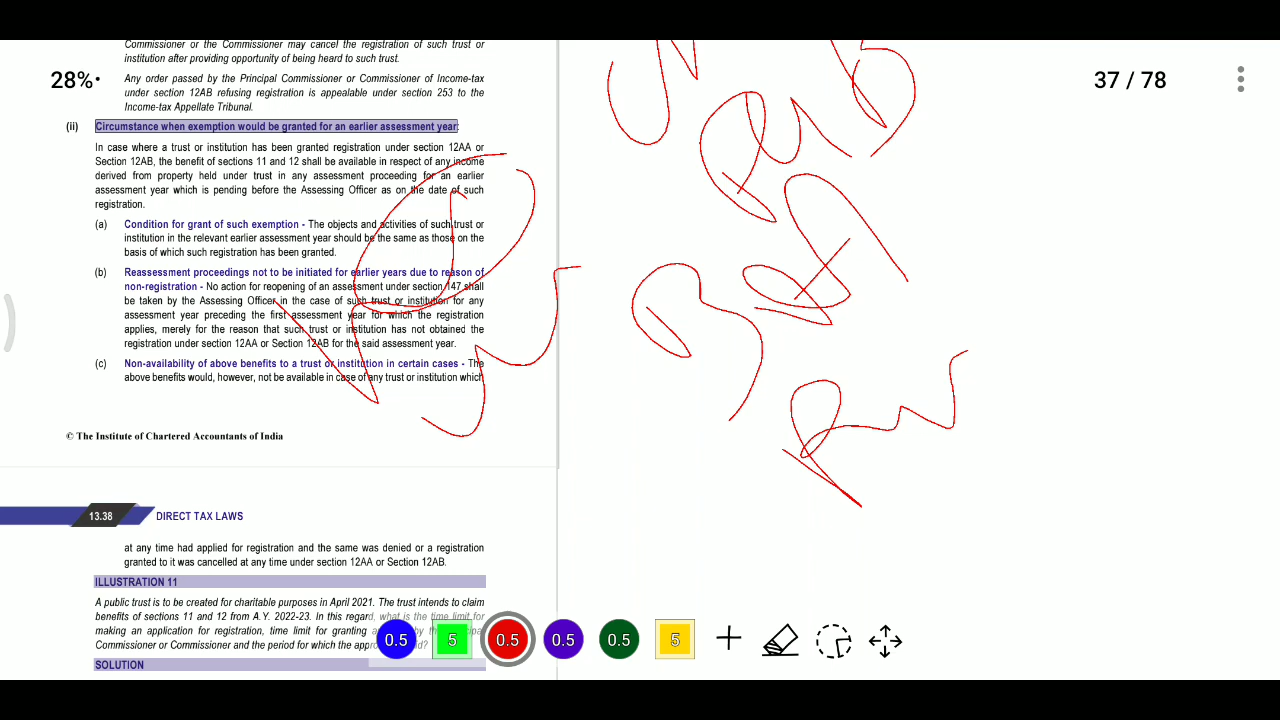 Commissioner or the Commissioner may cancel the registration of such trust or
institution after providing opportunity of being heard to such trust.
28%
37 / 78
Any order passed by the Principal Commissioner or Commissioner of Income-tax
under section 12AB refusing registration is appealable under section 253 to the
Income-tax Appellate Tribunal.
(ii) Circumstance when exemption would be granted for an earlier assessment year:
In case where a trust or institution has been granted registration under section 12AA or
Section 12AB, the benefit of sections 11 and 12 shall be available in respect of any income
derived from property held under trust in any assessment proceeding for an earlier
assessment year which is pending before the Assessing Officer as on the date of such
registration.
(a) Condition for grant of such exemption - The objects and activities of such trust or
institution in the relevant earlier assessment year should be the same as those on the
basis of which such registration has been granted.
(b) Reassessment proceedings not to be initiated for earlier years due to reason of
non-registration - No action for reopening of an assessment under section 147 shall
be taken by the Assessing Officer in the case of such trust or institution for any
assessment year preceding the first assessment year for which the registration
applies, merely for the reason that such trust or institution has not obtained the
registration under section 12AA or Section 12AB for the said assessment year.
(c) Non-availability of above benefits to a trust or institution in certain cases - The
above benefits would, however, not be available in case of any trust or institution which
© The Institute of Chartered Accountants of India
13.38 DIRECT TAX LAWS
at any time had applied for registration and the same was denied or a registration
granted to it was cancelled at any time under section 12AA or Section 12AB.
ILLUSTRATION 11
A public trust is to be created for charitable purposes in April 2021. The trust intends to claim
benefits of sections 11 and 12 from A.Y. 2022-23. In this regard, what is the time limit for
making an application for registration, time limit for granting
Commissioner or Commissioner and the period for which the
SOLUTION
0.5 5 0.5 0.5 0.5 5